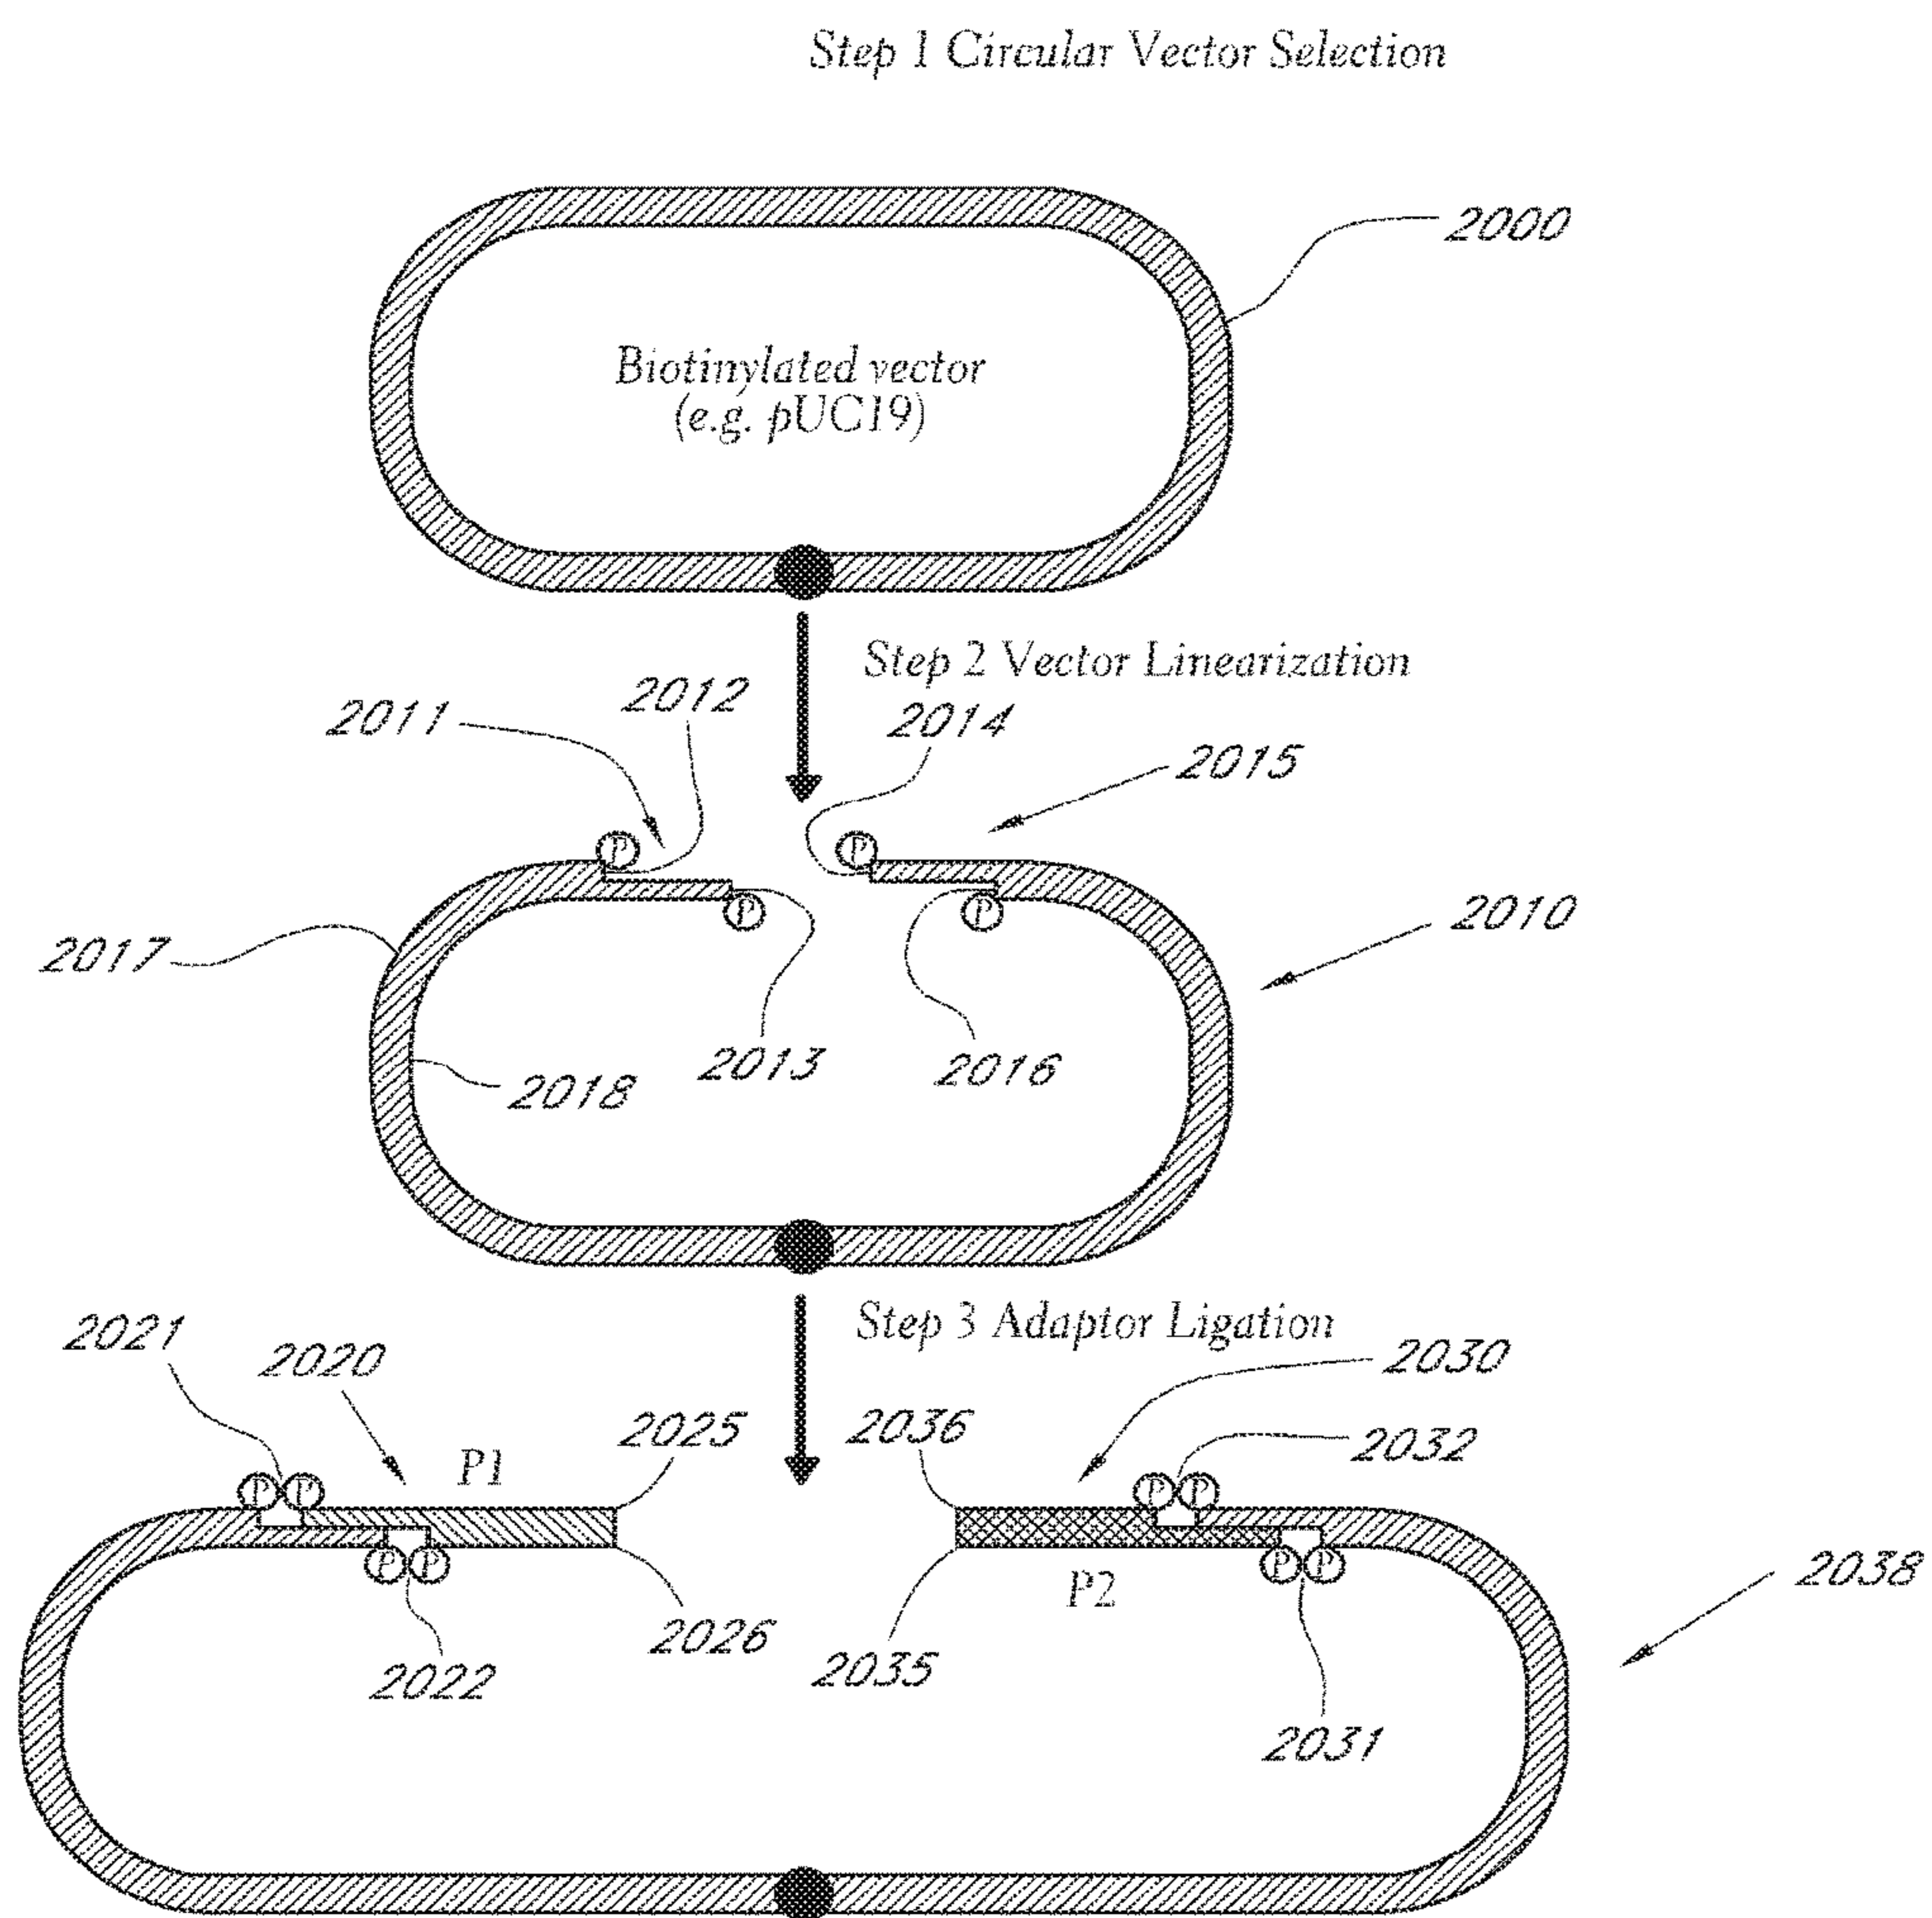 Step 1 Circular Vector Selection
2000
Biotinylated vector
(e.g. pUC19)
Step 2 Vector Linearization
2011
2012
2014
2015
P
P
P
P
2017
2010
2018
2013
2016
Step 3 Adaptor Ligation
2021
2020
P1
2025
2036
2030
2032
P P
P P
P P
P P
P2
2038
2022
2026
2035
2031